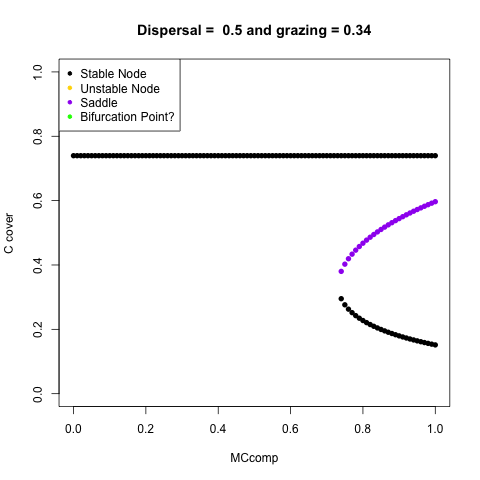 Dispersal =  0.5 and grazing = 0.34
Stable Node
Unstable Node
Saddle
Bifurcation Point?
C cover
1.0
0.8
0.6
0.4
0.2
0.0
0.0 0.2 0.4 0.6 0.8 1.0
MCcomp